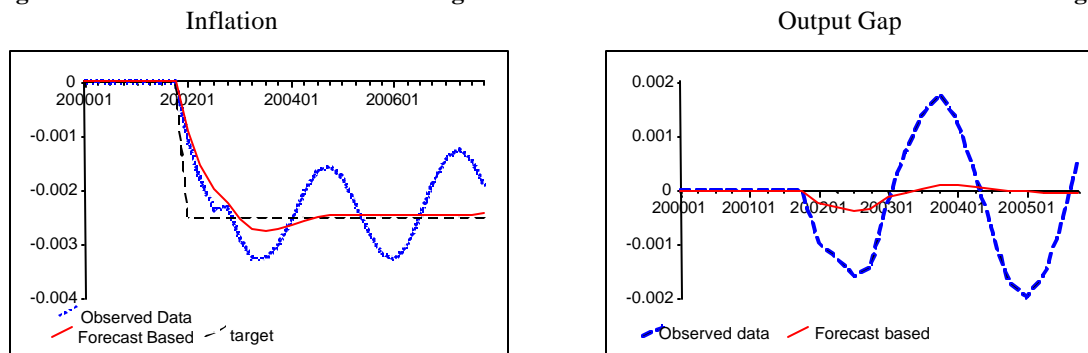 Inflation
Output Gap
0
200001
200201
200401
200601
-0.001
-0.002
-0.003
-0.004
Observed Data
Forecast Based
target
0.002
0.001
0
200001
200101
200201
200301
200401
200501
-0.001
-0.002
Observed data
Forecast based